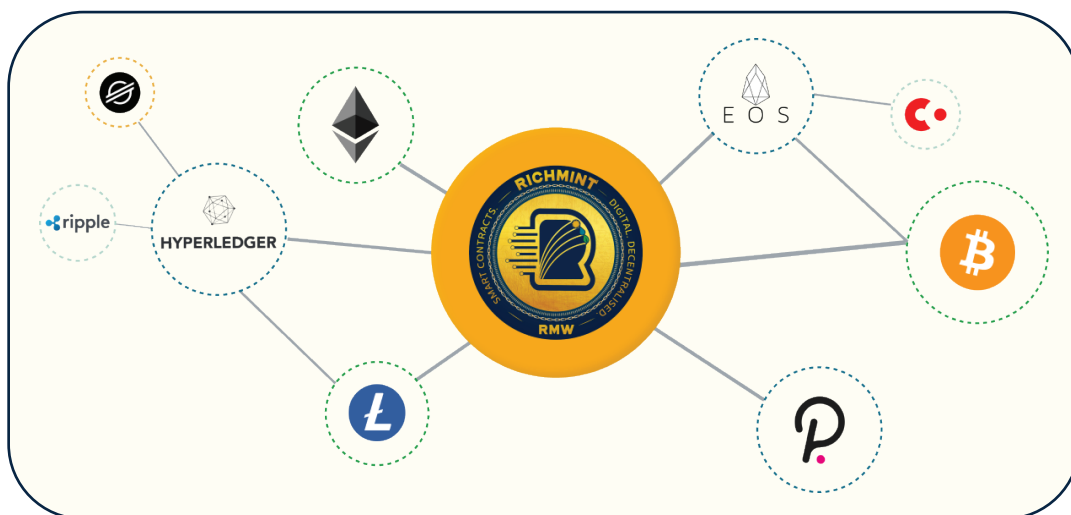 EOS
ripple
HYPERLEDGER
RICHMINT
SMART CONTRACTS.
DIGITAL. DECENTRALISED.
RMW